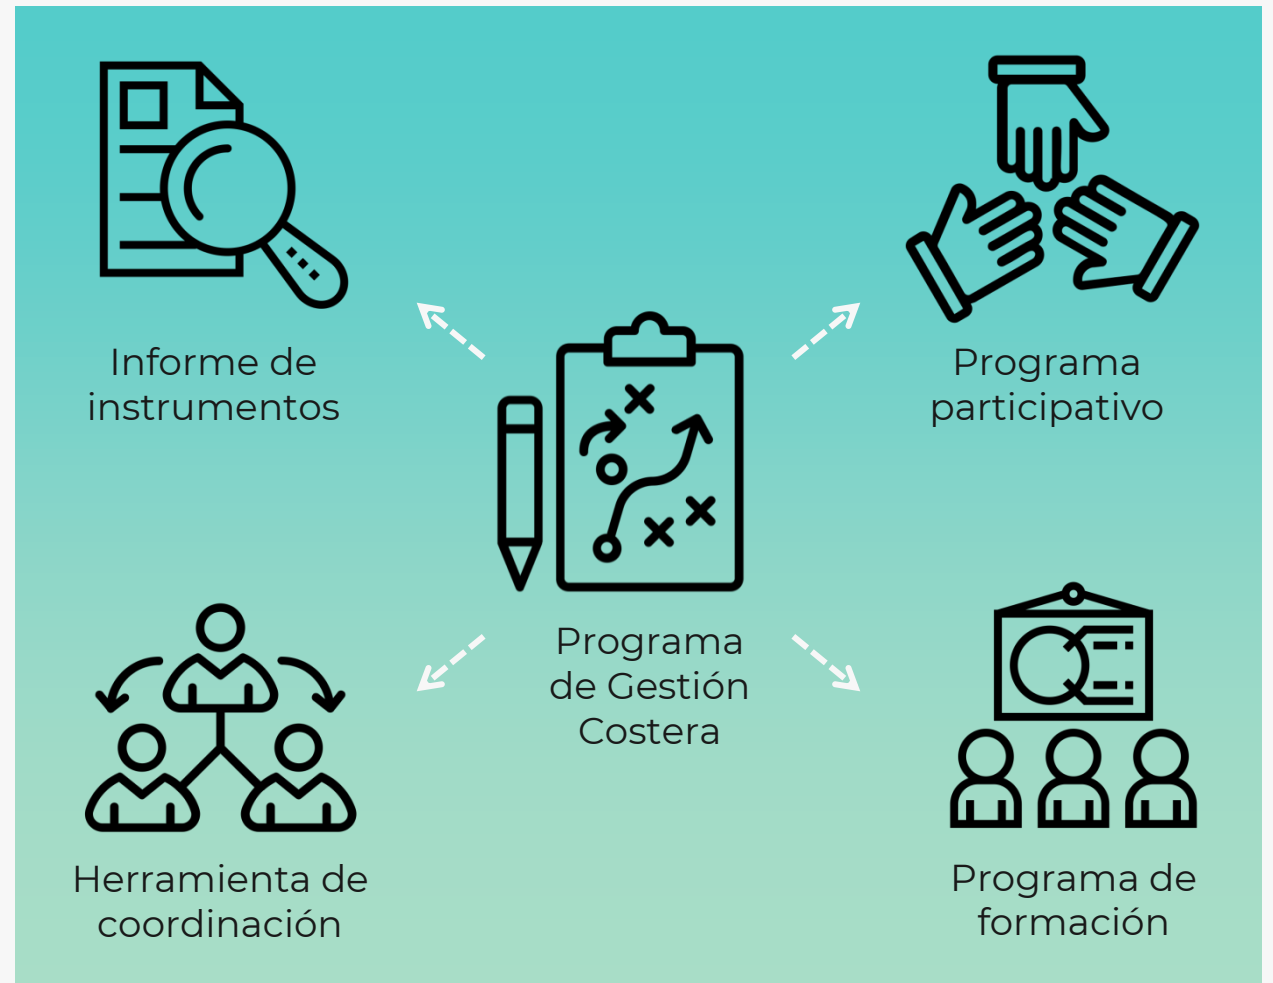 Informe de
instrumentos
Programa
participativo
Programa
de Gestión
Costera
Herramienta de
coordinación
Programa de
formación